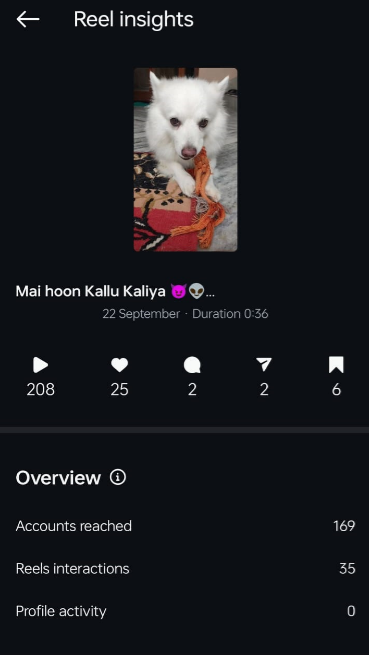 Reel insights
Mai hoon Kallu Kaliya 😈👽...
22 September · Duration 0:36
208 25 2 2 6
Overview
Accounts reached 169
Reels interactions 35
Profile activity 0